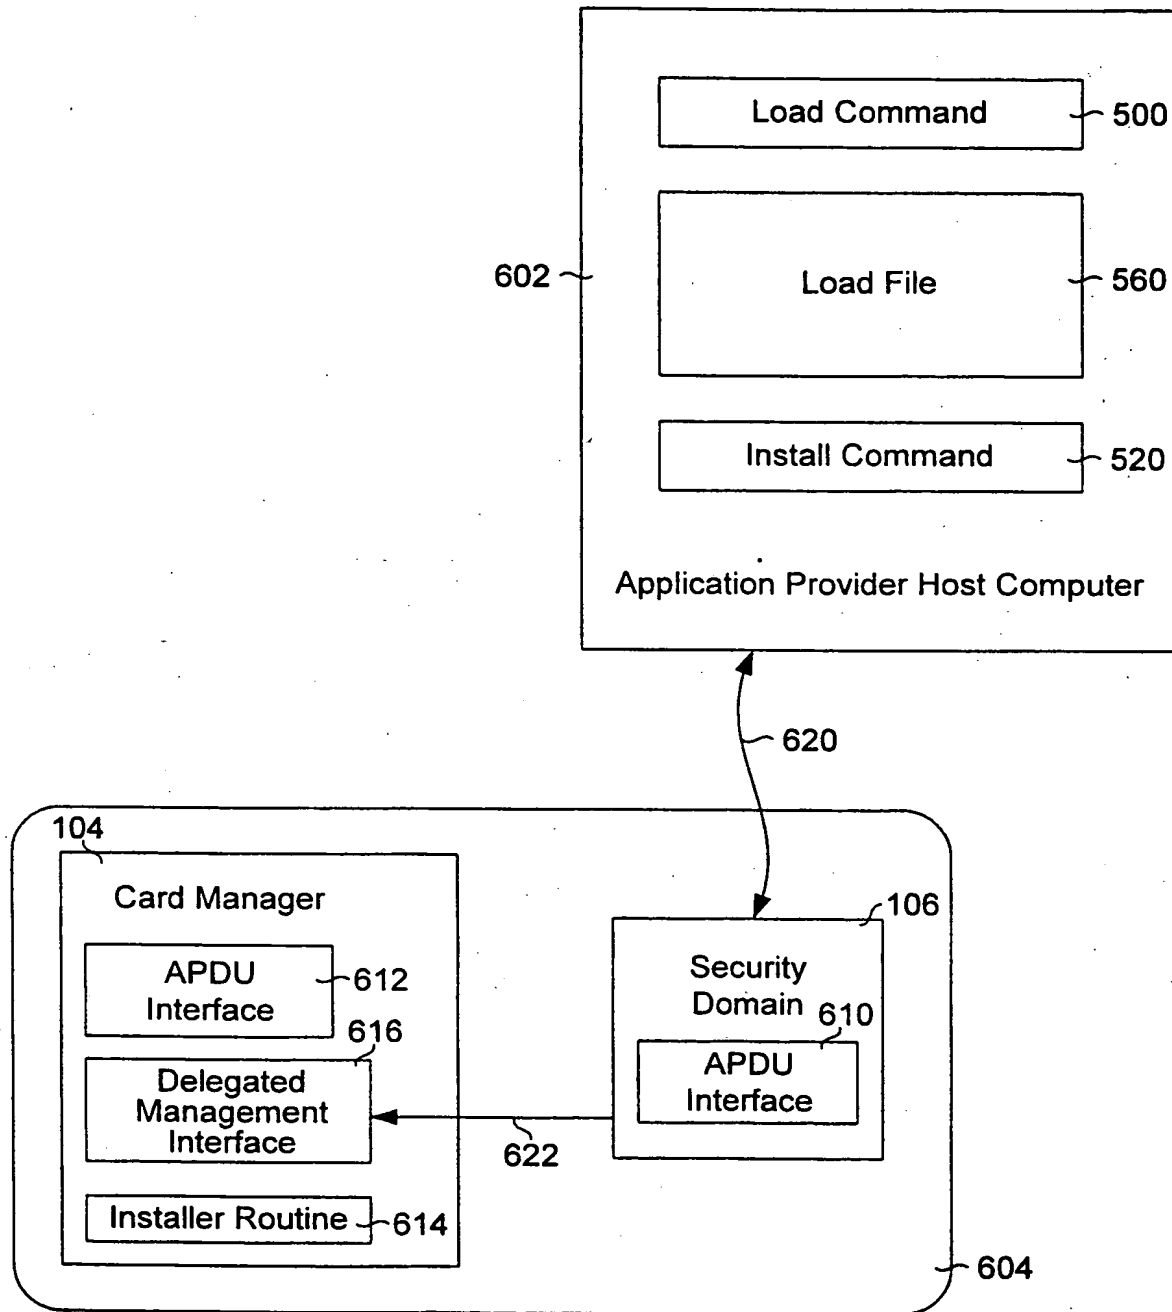 Load Command
500
Load File
560
602
Install Command
520
Application Provider Host Computer
620
104
Card Manager
106
APDU
Interface
612
Security
Domain
616
610
Delegated
Management
Interface
APDU
Interface
622
Installer Routine
614
604